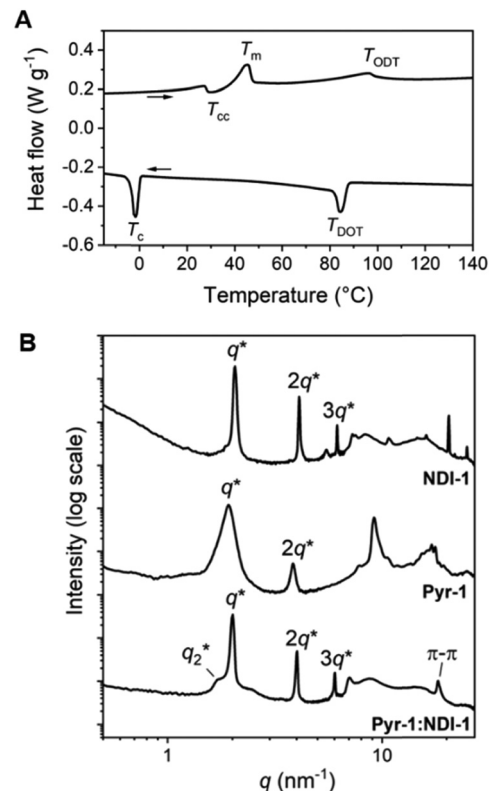 A
0.4
0.2
0.0
-0.2
-0.4
-0.6
Heat flow (W g⁻¹)
Tm
TODT
Tcc
Tc
TDOT
0 20 40 60 80 100 120 140
Temperature (°C)
B
Intensity (log scale)
q*
2q*
3q*
NDI-1
q*
2q*
Pyr-1
q*
q₂*
2q*
3q*
π-π
Pyr-1:NDI-1
1 10
q (nm⁻¹)